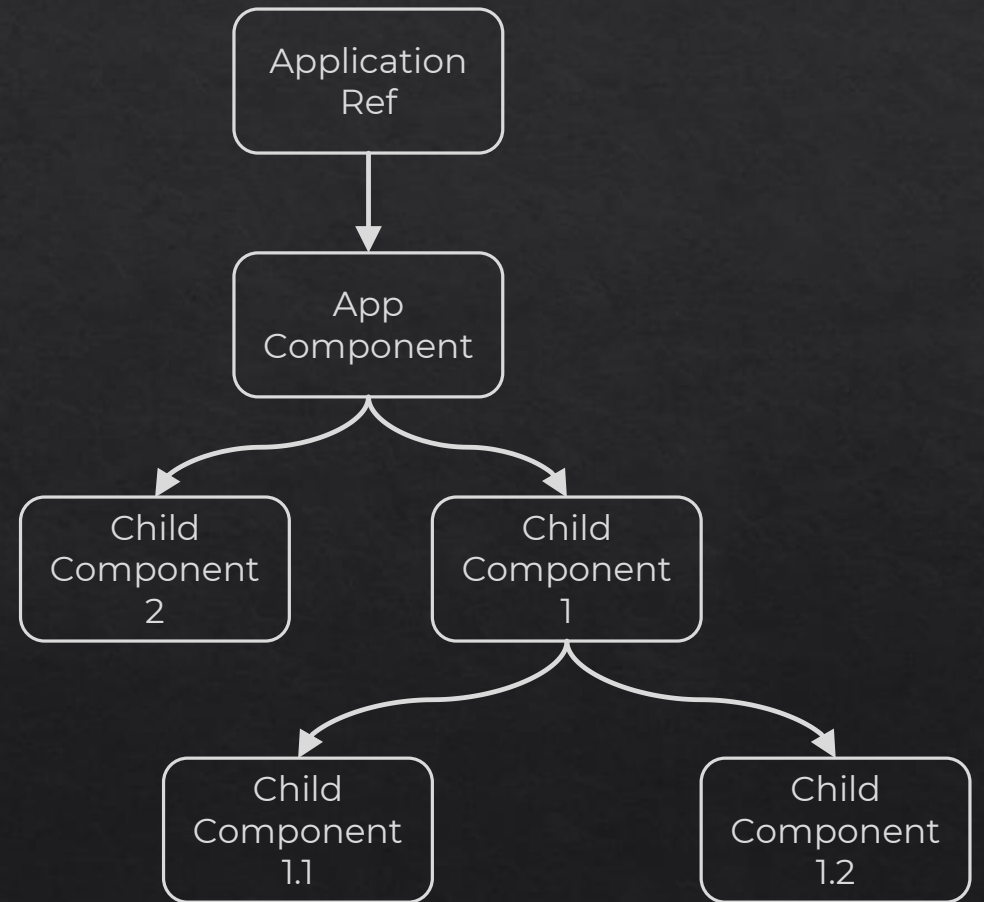 Application
Ref
App
Component
Child
Component
2
Child
Component
1
Child
Component
1.1
Child
Component
1.2